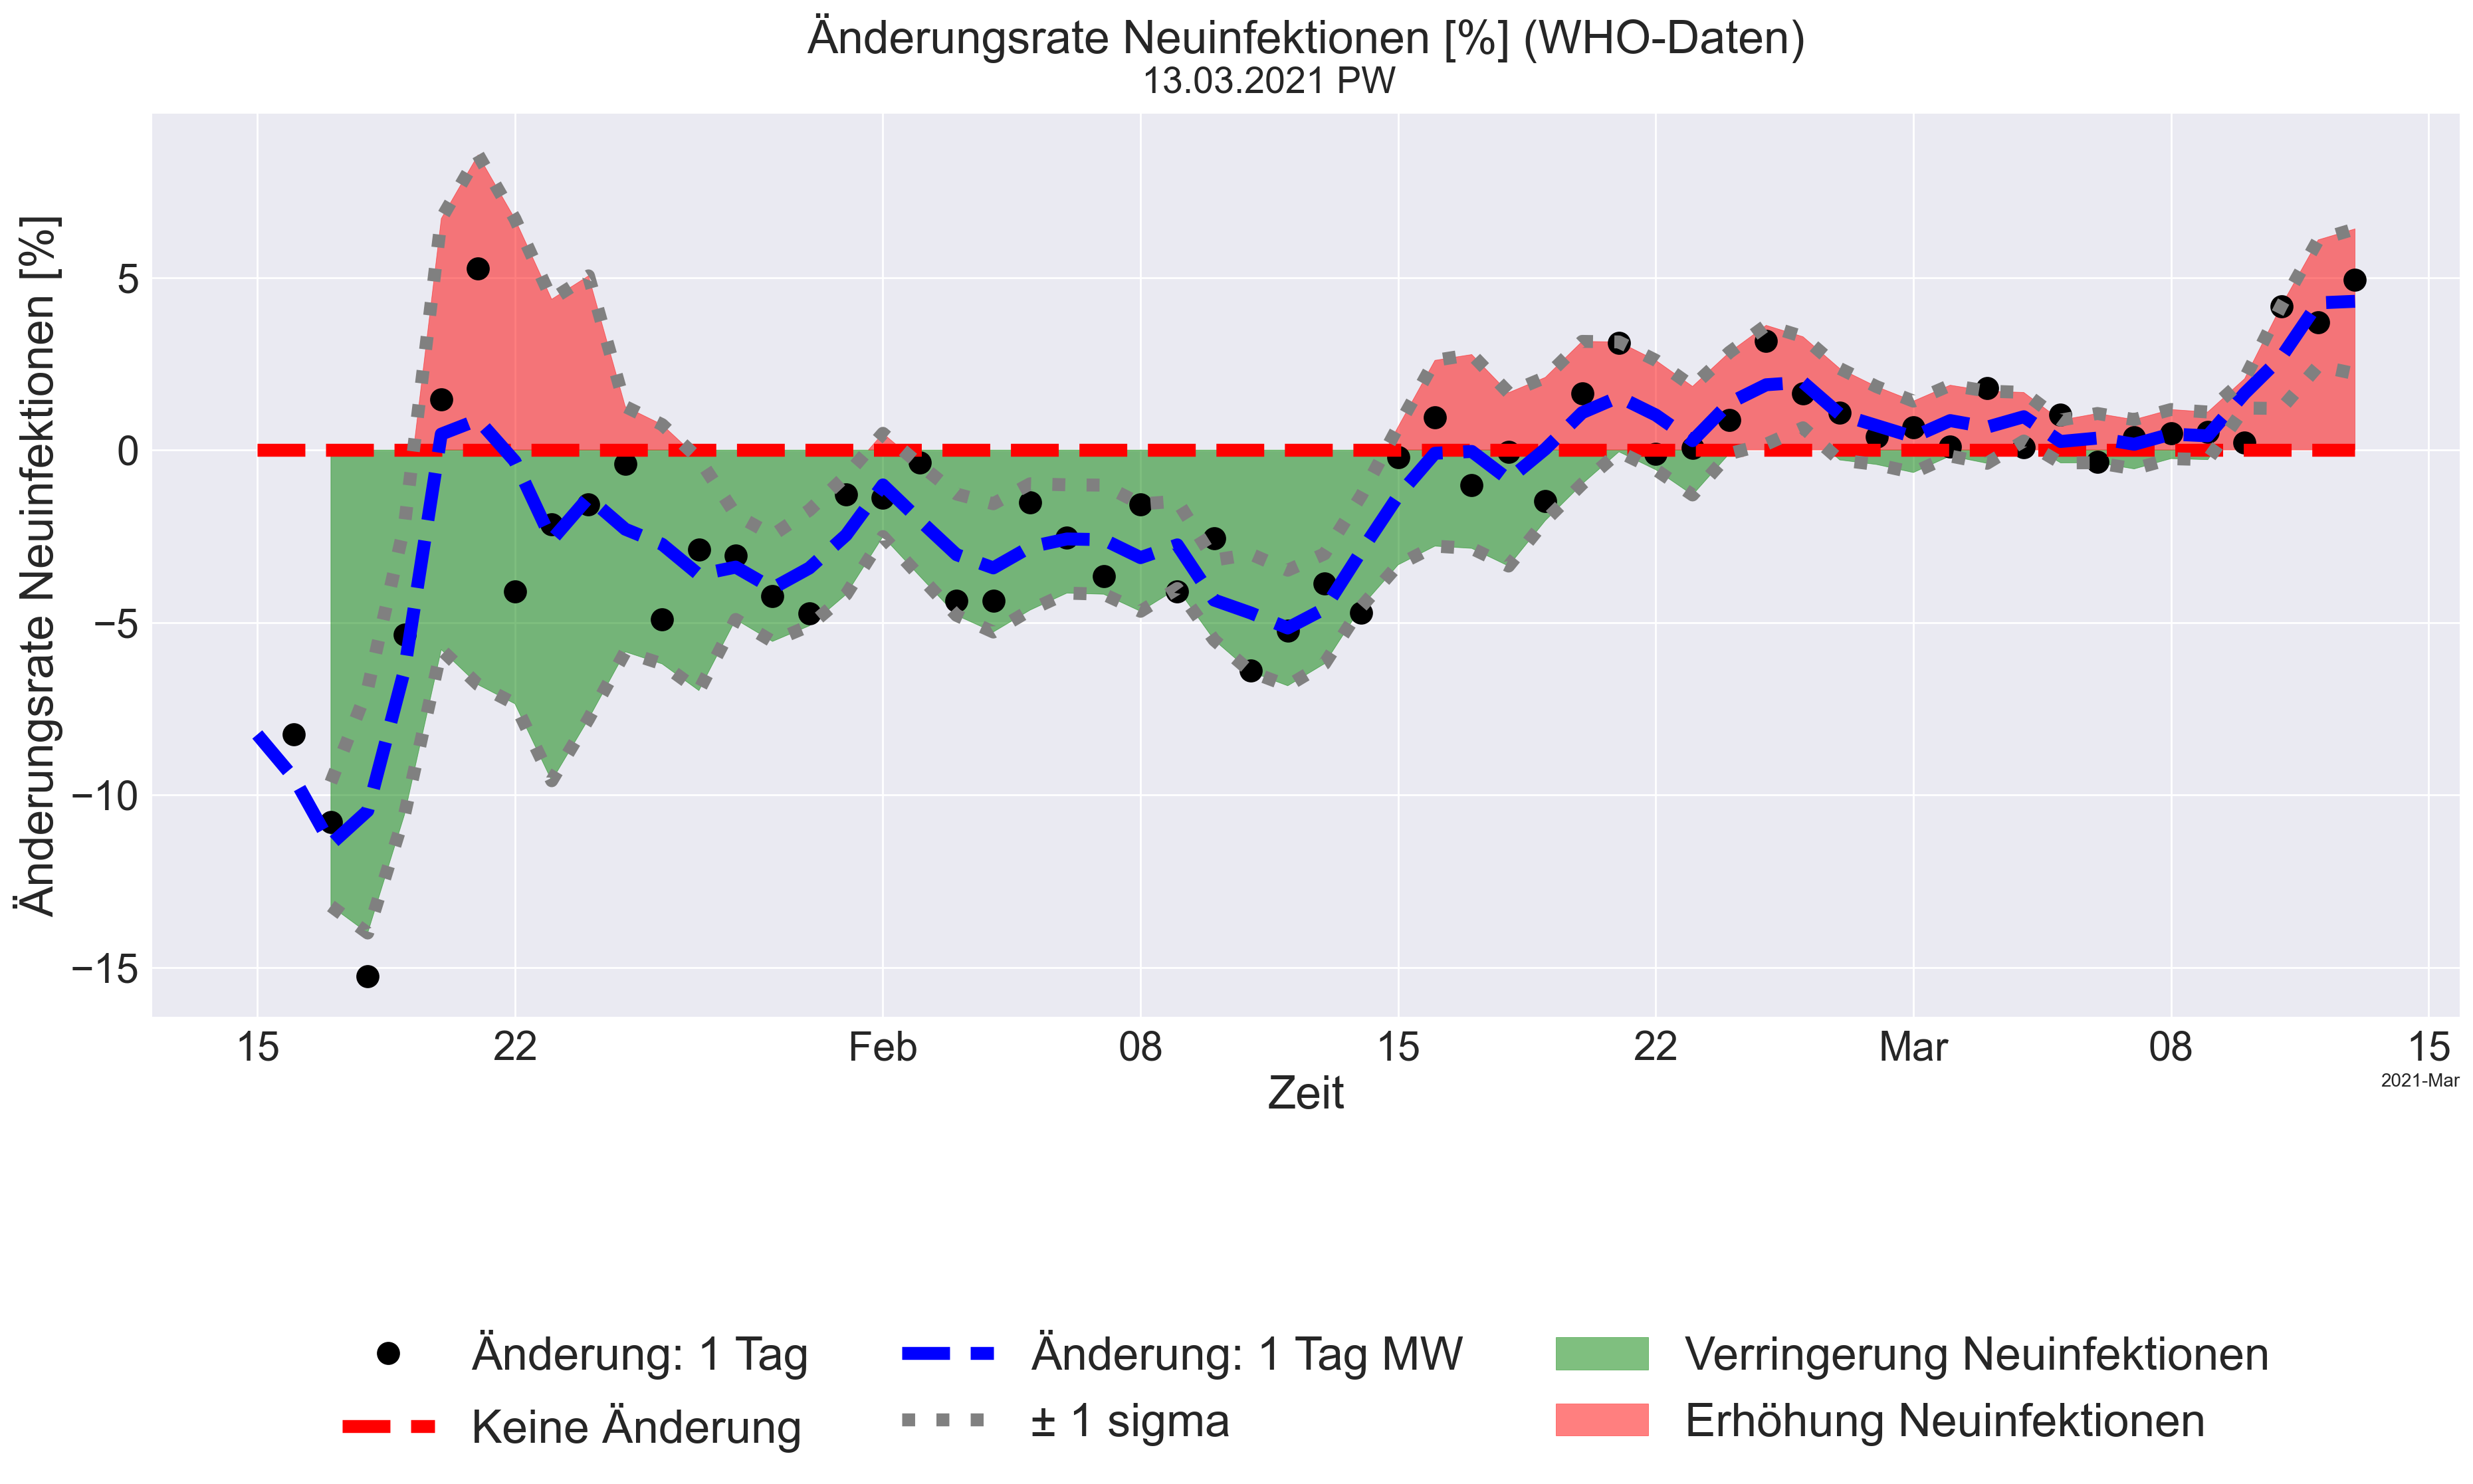 Änderungsrate Neuinfektionen [%] (WHO-Daten)
13.03.2021 PW
Änderungsrate Neuinfektionen [%]
5
0
−5
−10
−15
15 22 Feb 08 15 22 Mar 08 15
2021-Mar
Zeit
Änderung: 1 Tag
Keine Änderung
Änderung: 1 Tag MW
± 1 sigma
Verringerung Neuinfektionen
Erhöhung Neuinfektionen